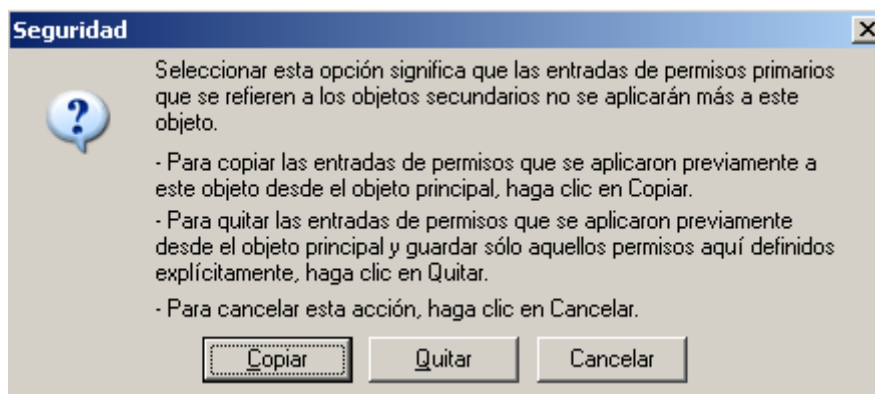 Seguridad
Seleccionar esta opción significa que las entradas de permisos primarios
que se refieren a los objetos secundarios no se aplicarán más a este
objeto.
- Para copiar las entradas de permisos que se aplicaron previamente a
este objeto desde el objeto principal, haga clic en Copiar.
- Para quitar las entradas de permisos que se aplicaron previamente
desde el objeto principal y guardar sólo aquellos permisos aquí definidos
explícitamente, haga clic en Quitar.
- Para cancelar esta acción, haga clic en Cancelar.
Copiar Quitar Cancelar